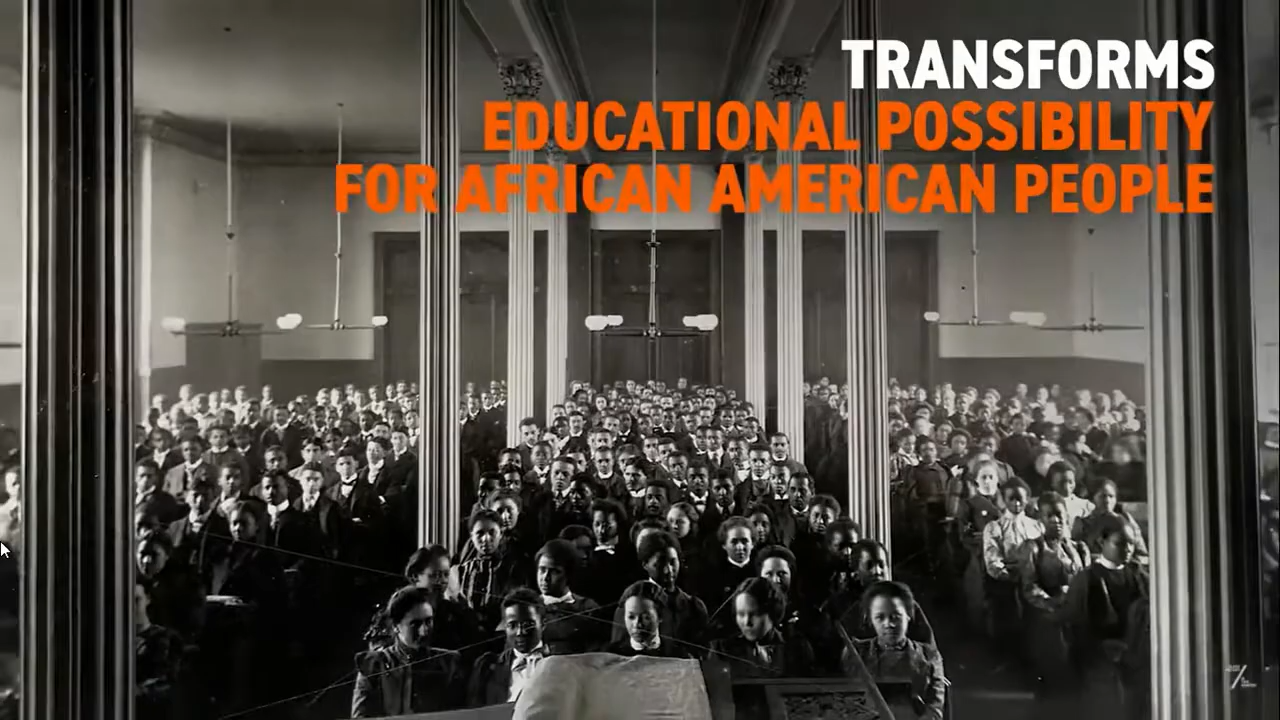 TRANSFORMS
EDUCATIONAL POSSIBILITY
FOR AFRICAN AMERICAN PEOPLE